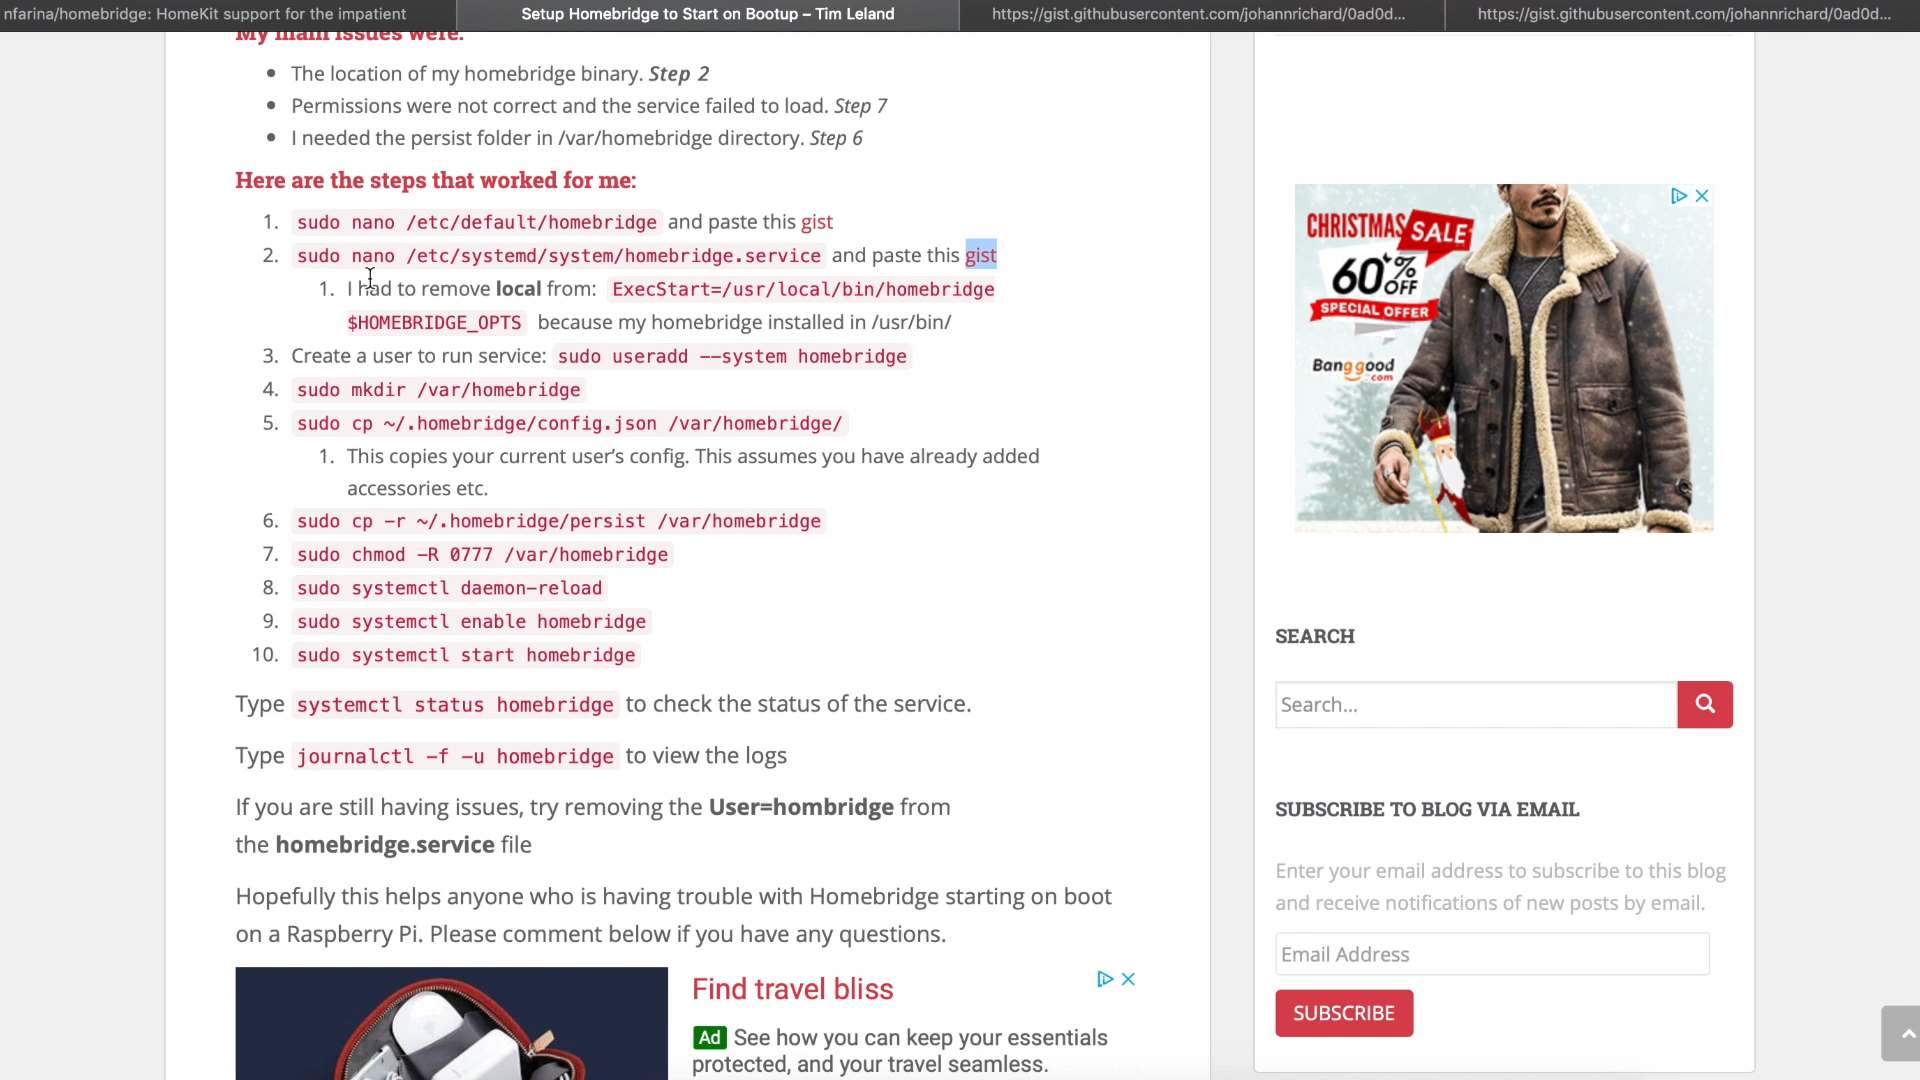 nfarina/homebridge: HomeKit support for the impatient
Setup Homebridge to Start on Bootup – Tim Leland
https://gist.githubusercontent.com/johannrichard/0ad0d...
https://gist.githubusercontent.com/johannrichard/0ad0d...
My main issues were:
• The location of my homebridge binary. Step 2
• Permissions were not correct and the service failed to load. Step 7
• I needed the persist folder in /var/homebridge directory. Step 6
Here are the steps that worked for me:
1. sudo nano /etc/default/homebridge and paste this gist
2. sudo nano /etc/systemd/system/homebridge.service and paste this gist
1. I had to remove local from: ExecStart=/usr/local/bin/homebridge
$HOMEBRIDGE_OPTS because my homebridge installed in /usr/bin/
3. Create a user to run service: sudo useradd --system homebridge
4. sudo mkdir /var/homebridge
5. sudo cp ~/.homebridge/config.json /var/homebridge/
1. This copies your current user's config. This assumes you have already added
accessories etc.
6. sudo cp -r ~/.homebridge/persist /var/homebridge
7. sudo chmod -R 0777 /var/homebridge
8. sudo systemctl daemon-reload
9. sudo systemctl enable homebridge
10. sudo systemctl start homebridge
Type systemctl status homebridge to check the status of the service.
Type journalctl -f -u homebridge to view the logs
If you are still having issues, try removing the User=hombridge from
the homebridge.service file
Hopefully this helps anyone who is having trouble with Homebridge starting on boot
on a Raspberry Pi. Please comment below if you have any questions.
Find travel bliss
Ad See how you can keep your essentials
protected, and your travel seamless.
CHRISTMAS SALE
60% OFF
SPECIAL OFFER
Banggood
.com
SEARCH
Search...
SUBSCRIBE TO BLOG VIA EMAIL
Enter your email address to subscribe to this blog
and receive notifications of new posts by email.
Email Address
SUBSCRIBE